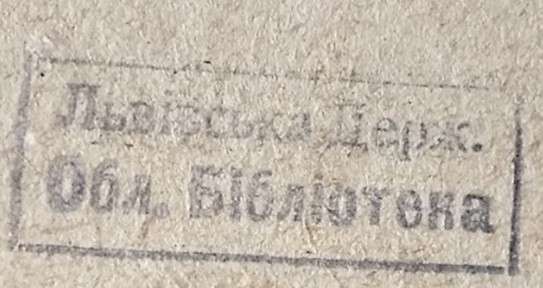 Львівська Держ.
Обл. Бібліотека